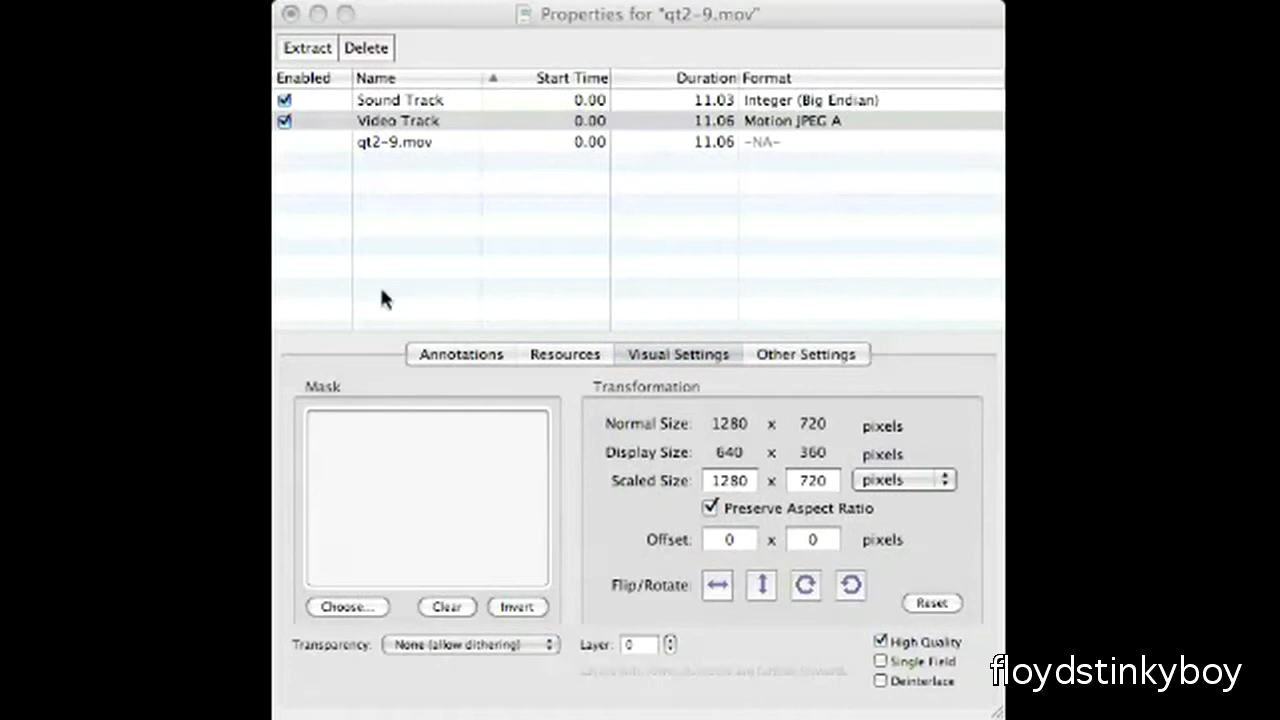 Properties for "qt2-9.mov"
Extract Delete
Enabled Name Start Time Duration Format
Sound Track 0.00 11.03 Integer (Big Endian)
Video Track 0.00 11.06 Motion JPEG A
qt2-9.mov 0.00 11.06 -NA-
Annotations Resources Visual Settings Other Settings
Mask
Transformation
Normal Size: 1280 x 720 pixels
Display Size: 640 x 360 pixels
Scaled Size: 1280 x 720 pixels
Preserve Aspect Ratio
Offset: 0 x 0 pixels
Flip/Rotate:
Reset
Choose... Clear Invert
Transparency: None (allow dithering)
Layer: 0
High Quality
Single Field
Deinterlace
floydstinkyboy